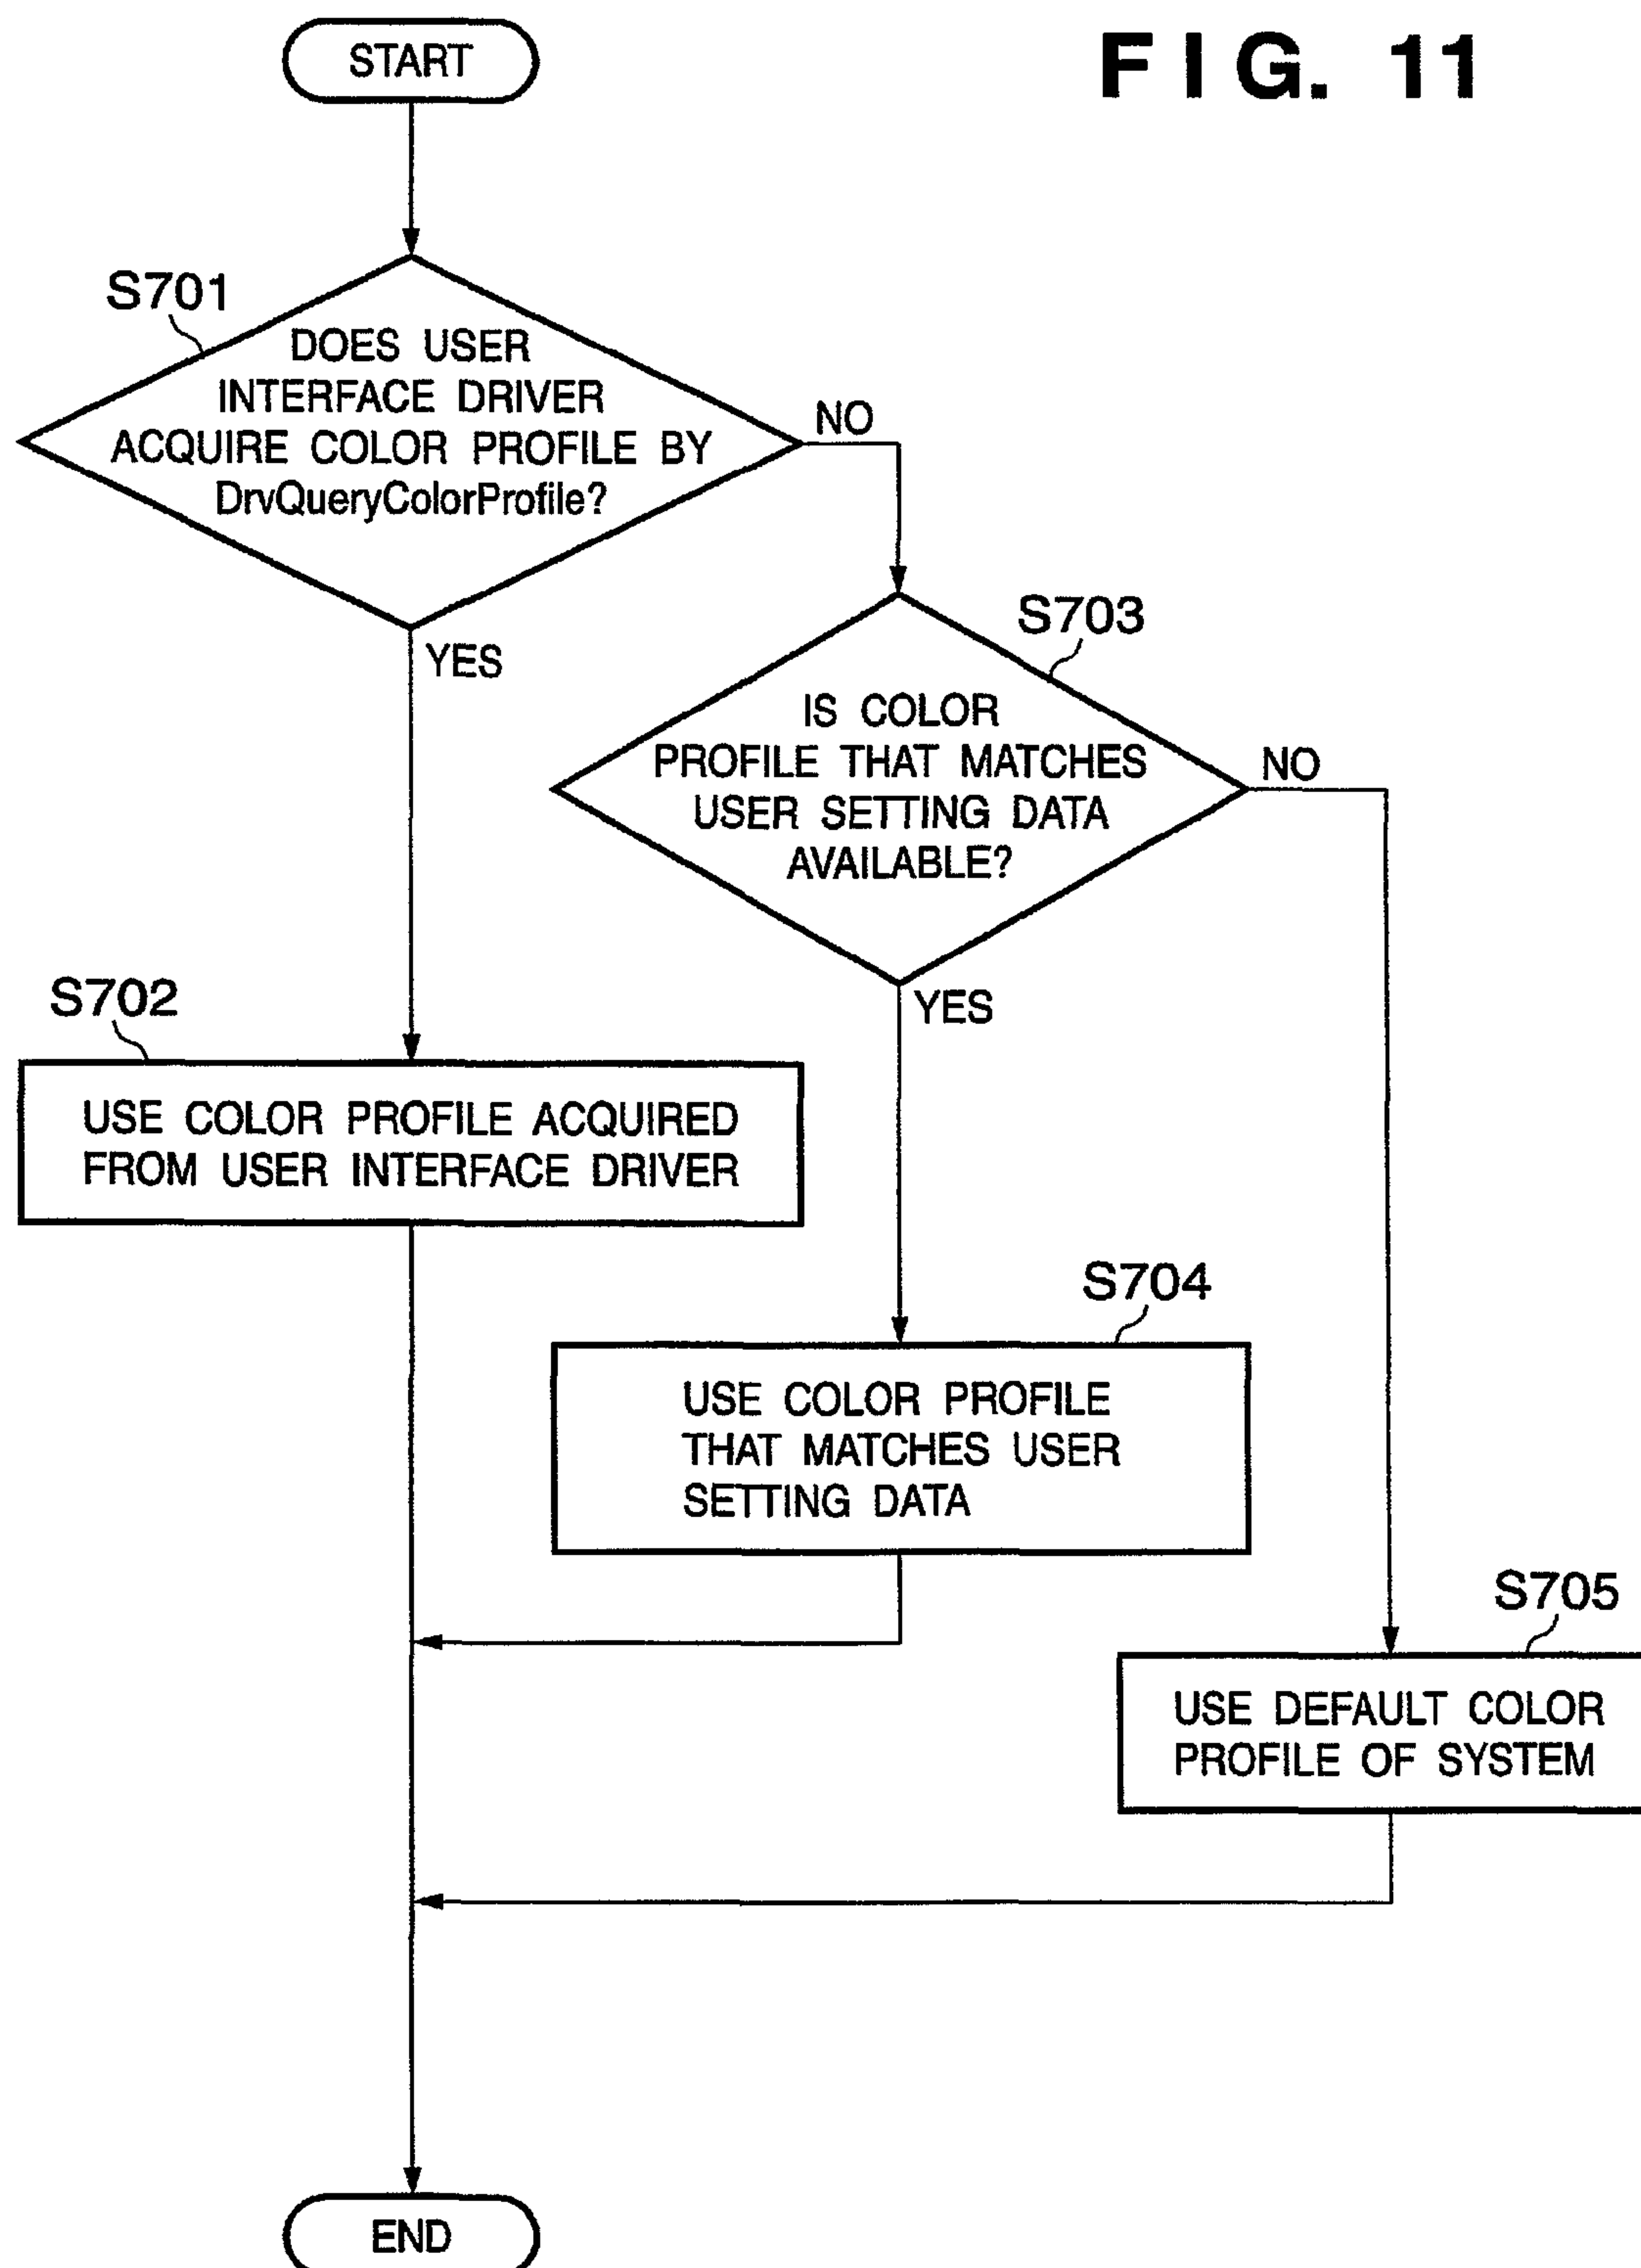 FIG. 11
START
S701
DOES USER
INTERFACE DRIVER
ACQUIRE COLOR PROFILE BY
DrvQueryColorProfile?
NO
YES
S703
IS COLOR
PROFILE THAT MATCHES
USER SETTING DATA
AVAILABLE?
NO
YES
S702
USE COLOR PROFILE ACQUIRED
FROM USER INTERFACE DRIVER
S704
USE COLOR PROFILE
THAT MATCHES USER
SETTING DATA
S705
USE DEFAULT COLOR
PROFILE OF SYSTEM
END